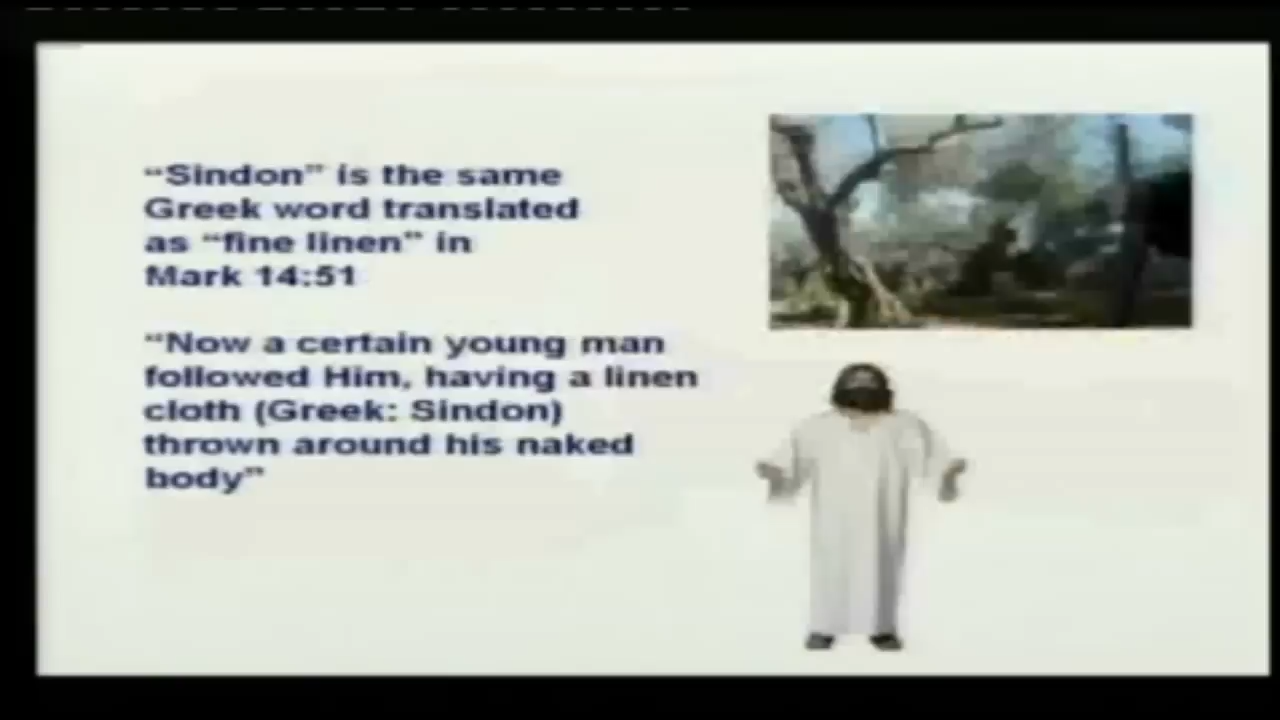 “Sindon” is the same
Greek word translated
as “fine linen” in
Mark 14:51
“Now a certain young man
followed Him, having a linen
cloth (Greek: Sindon)
thrown around his naked
body”